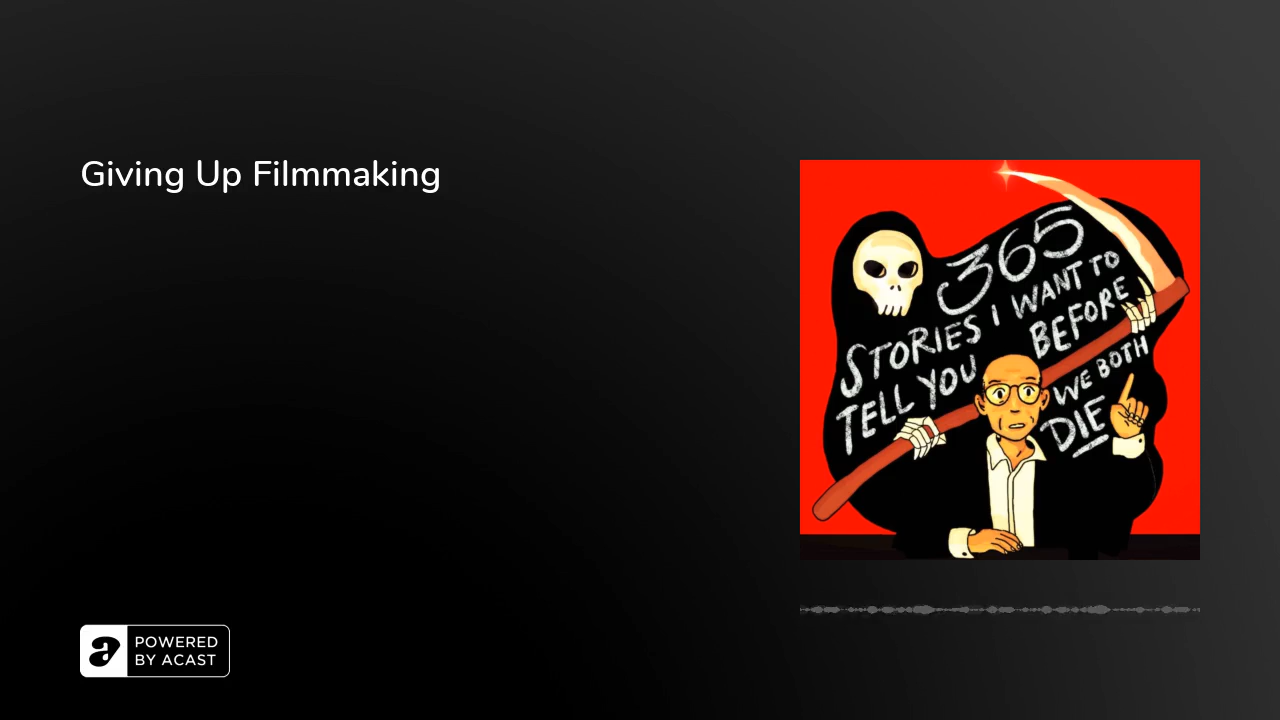 Giving Up Filmmaking
365
STORIES I WANT TO
TELL YOU BEFORE
WE BOTH
DIE
a POWERED
BY ACAST